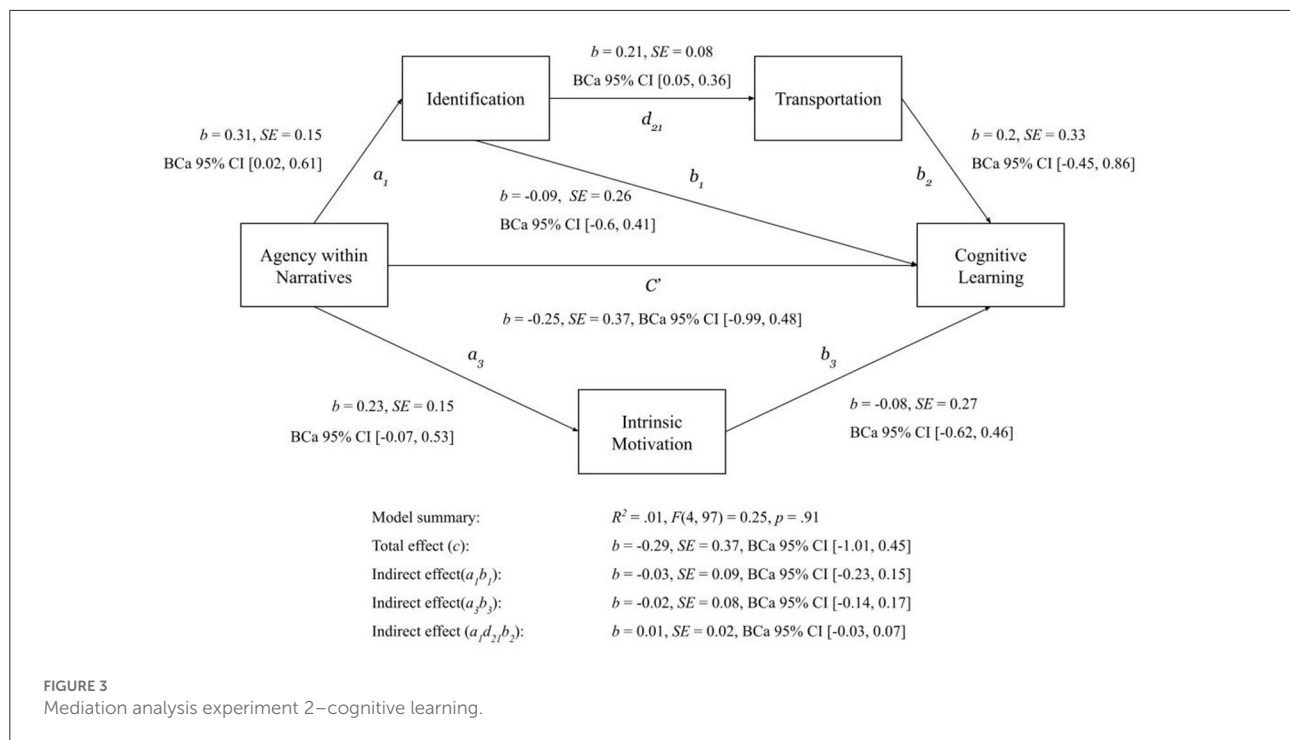 b = 0.21, SE = 0.08
BCa 95% CI [0.05, 0.36]
Identification
Transportation
d21
b = 0.31, SE = 0.15
BCa 95% CI [0.02, 0.61]
a1
b = 0.2, SE = 0.33
BCa 95% CI [-0.45, 0.86]
b2
b1
b = -0.09, SE = 0.26
BCa 95% CI [-0.6, 0.41]
Agency within
Narratives
Cognitive
Learning
C'
b = -0.25, SE = 0.37, BCa 95% CI [-0.99, 0.48]
a3
b3
b = 0.23, SE = 0.15
BCa 95% CI [-0.07, 0.53]
Intrinsic
Motivation
b = -0.08, SE = 0.27
BCa 95% CI [-0.62, 0.46]
Model summary: R² = .01, F(4, 97) = 0.25, p = .91
Total effect (c): b = -0.29, SE = 0.37, BCa 95% CI [-1.01, 0.45]
Indirect effect(a1b1): b = -0.03, SE = 0.09, BCa 95% CI [-0.23, 0.15]
Indirect effect(a3b3): b = -0.02, SE = 0.08, BCa 95% CI [-0.14, 0.17]
Indirect effect (a1d21b2): b = 0.01, SE = 0.02, BCa 95% CI [-0.03, 0.07]
FIGURE 3
Mediation analysis experiment 2–cognitive learning.